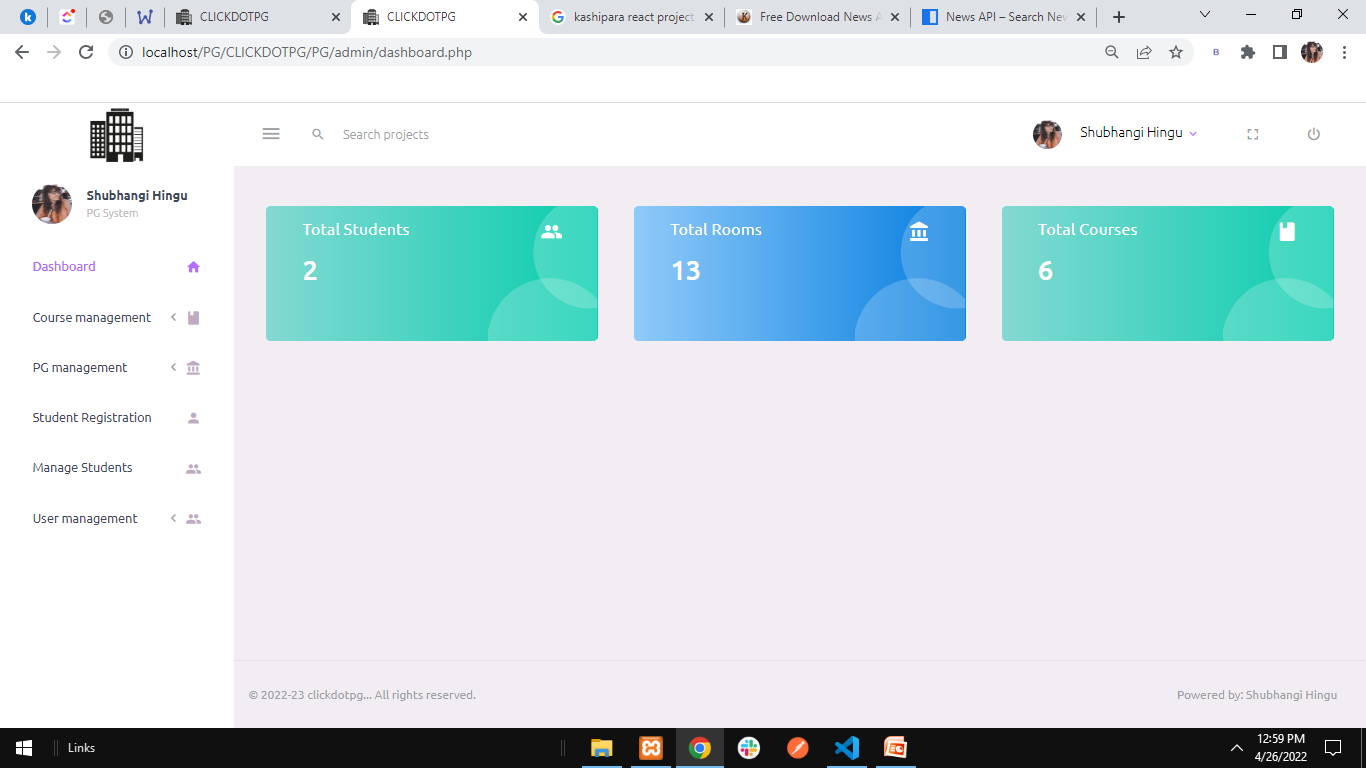 CLICKDOTPG
CLICKDOTPG
kashipara react project
Free Download News A
News API – Search New
localhost/PG/CLICKDOTPG/PG/admin/dashboard.php
B
Search projects
Shubhangi Hingu
Shubhangi Hingu
PG System
Dashboard
Course management
PG management
Student Registration
Manage Students
User management
Total Students
2
Total Rooms
13
Total Courses
6
© 2022-23 clickdotpg... All rights reserved.
Powered by: Shubhangi Hingu
Links
12:59 PM
4/26/2022